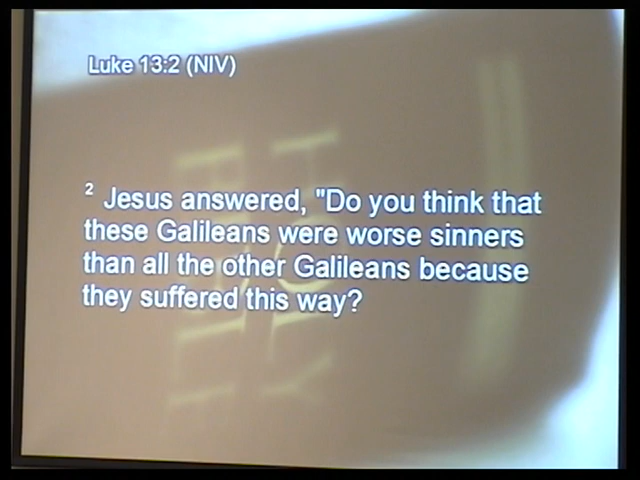 Luke 13:2 (NIV)
2 Jesus answered, "Do you think that
these Galileans were worse sinners
than all the other Galileans because
they suffered this way?